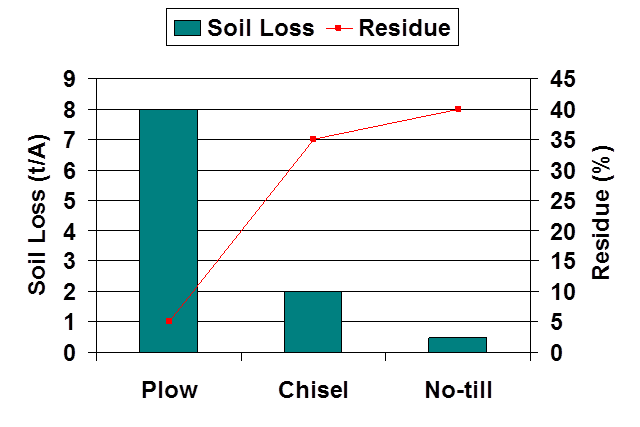 Soil Loss Residue
9 45
8 40
7 35
6 30
5 25
4 20
3 15
2 10
1 5
0 0
Soil Loss (t/A)
Residue (%)
Plow Chisel No-till